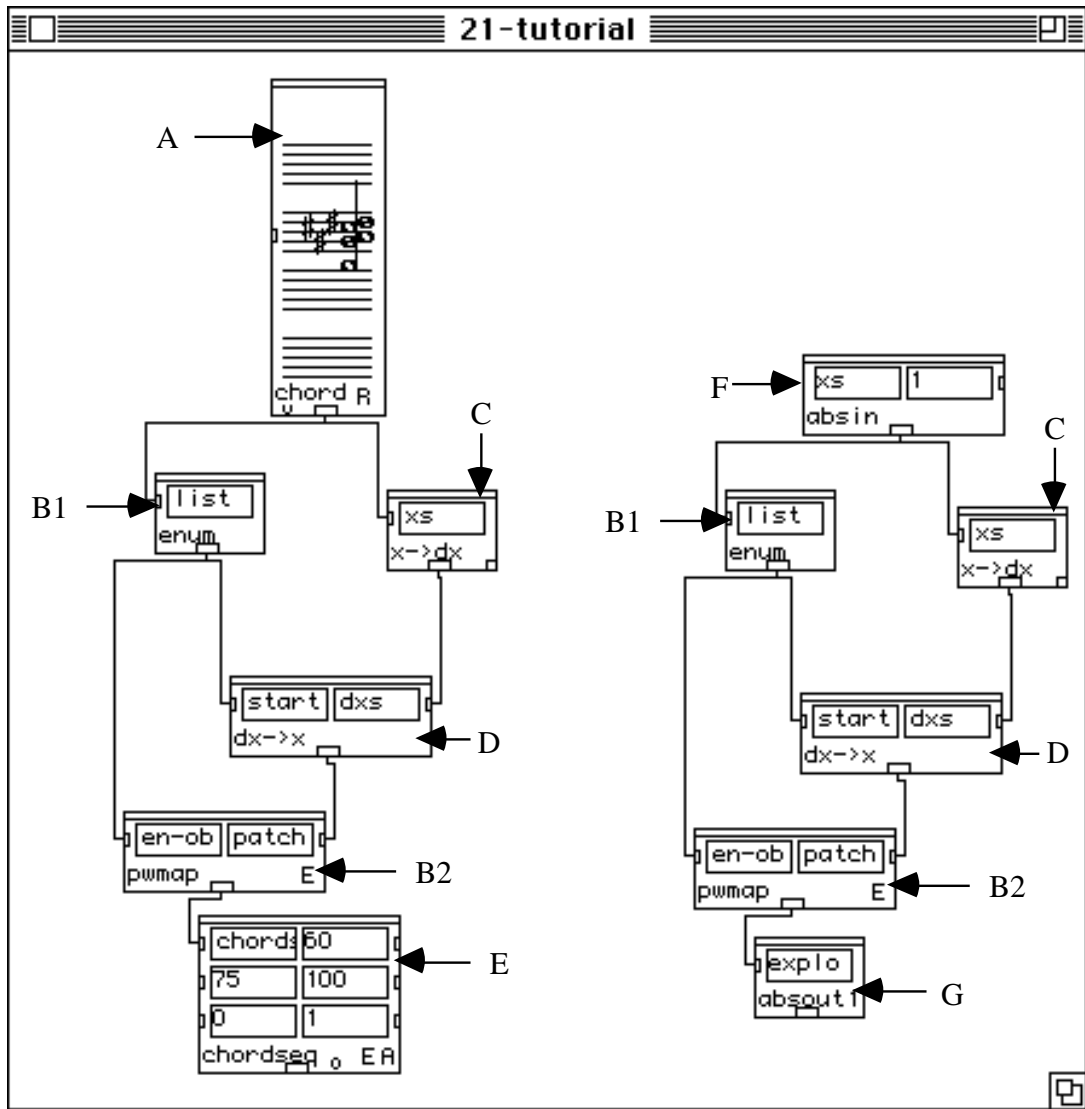 21-tutorial
A
chord R
v
F
xs 1
absin
C
C
B1
list
enum
xs
x->dx
B1
list
enum
xs
x->dx
start dxs
dx->x
D
start dxs
dx->x
D
en-ob patch
pwmap E
B2
en-ob patch
pwmap E
B2
chords 60
75 100
0 1
chordseq o E A
E
explo
absout1
G